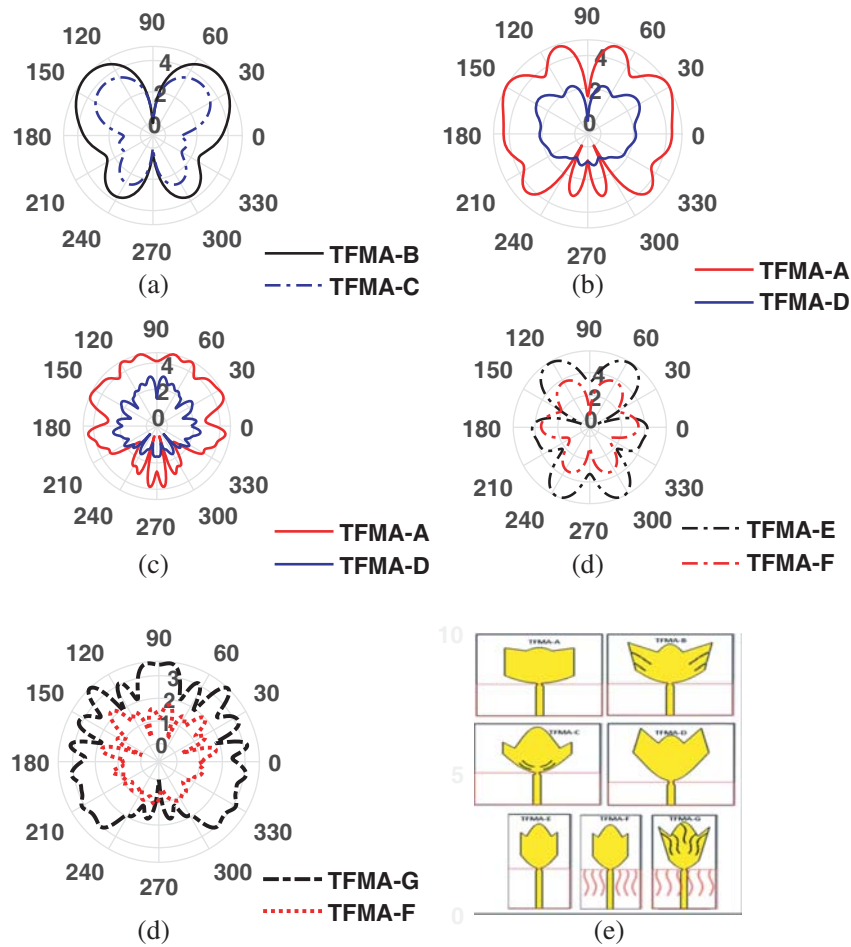 90
120 60
4
150 30
2
180 0 0
210 330
240 300
270
TFMA-B
TFMA-C
(a)
90
120 60
4
150 30
2
180 0 0
210 330
240 300
270
TFMA-A
TFMA-D
(b)
90
120 60
4
150 30
2
180 0 0
210 330
240 300
270
TFMA-A
TFMA-D
(c)
90
120 60
4
150 30
2
180 0 0
210 330
240 300
270
TFMA-E
TFMA-F
(d)
90
120 60
3
150 30
2
1
180 0 0
210 330
240 300
270
TFMA-G
TFMA-F
(d)
10
TFMA-A TFMA-B
TFMA-C TFMA-D
5
TFMA-E TFMA-F TFMA-G
0
(e)